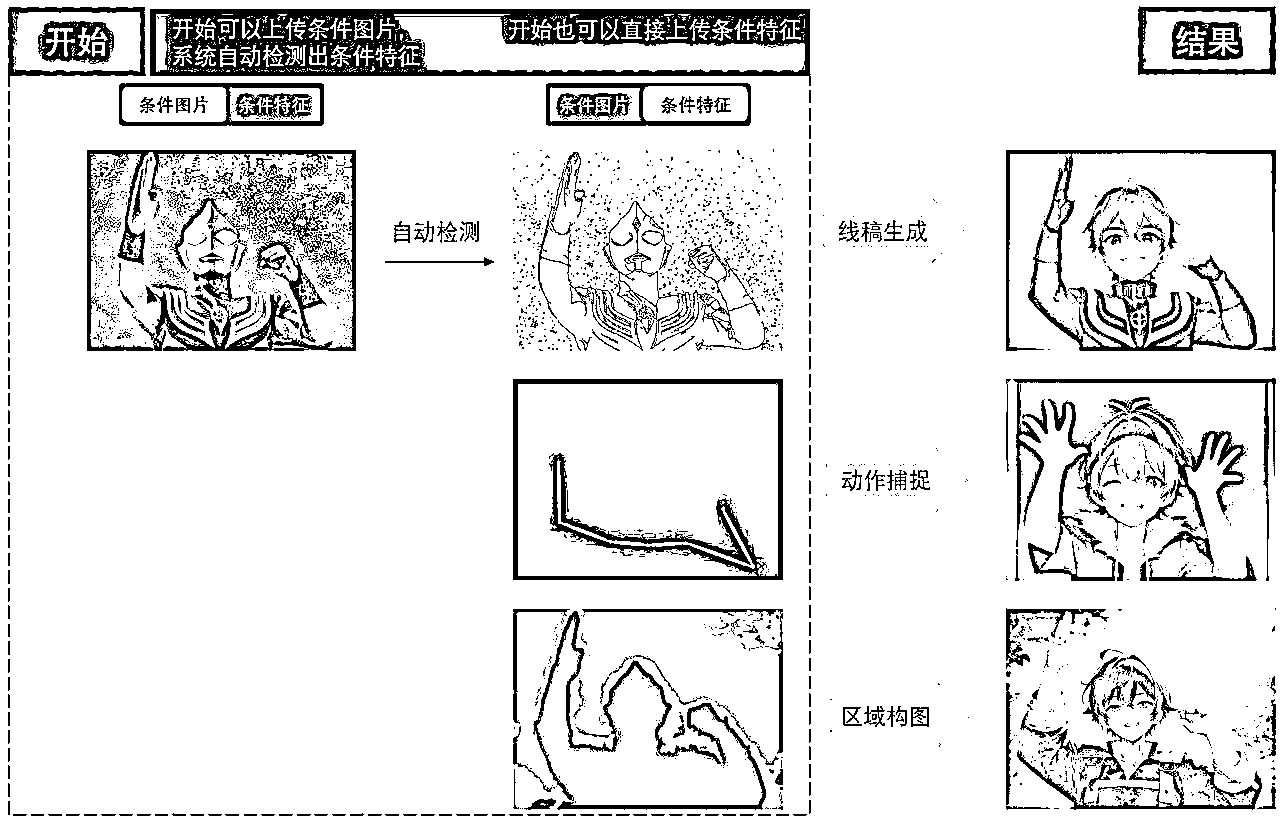 开始
开始可以上传条件图片,
系统自动检测出条件特征
开始也可以直接上传条件特征
结果
条件图片 条件特征
条件图片 条件特征
自动检测
线稿生成
动作捕捉
区域构图